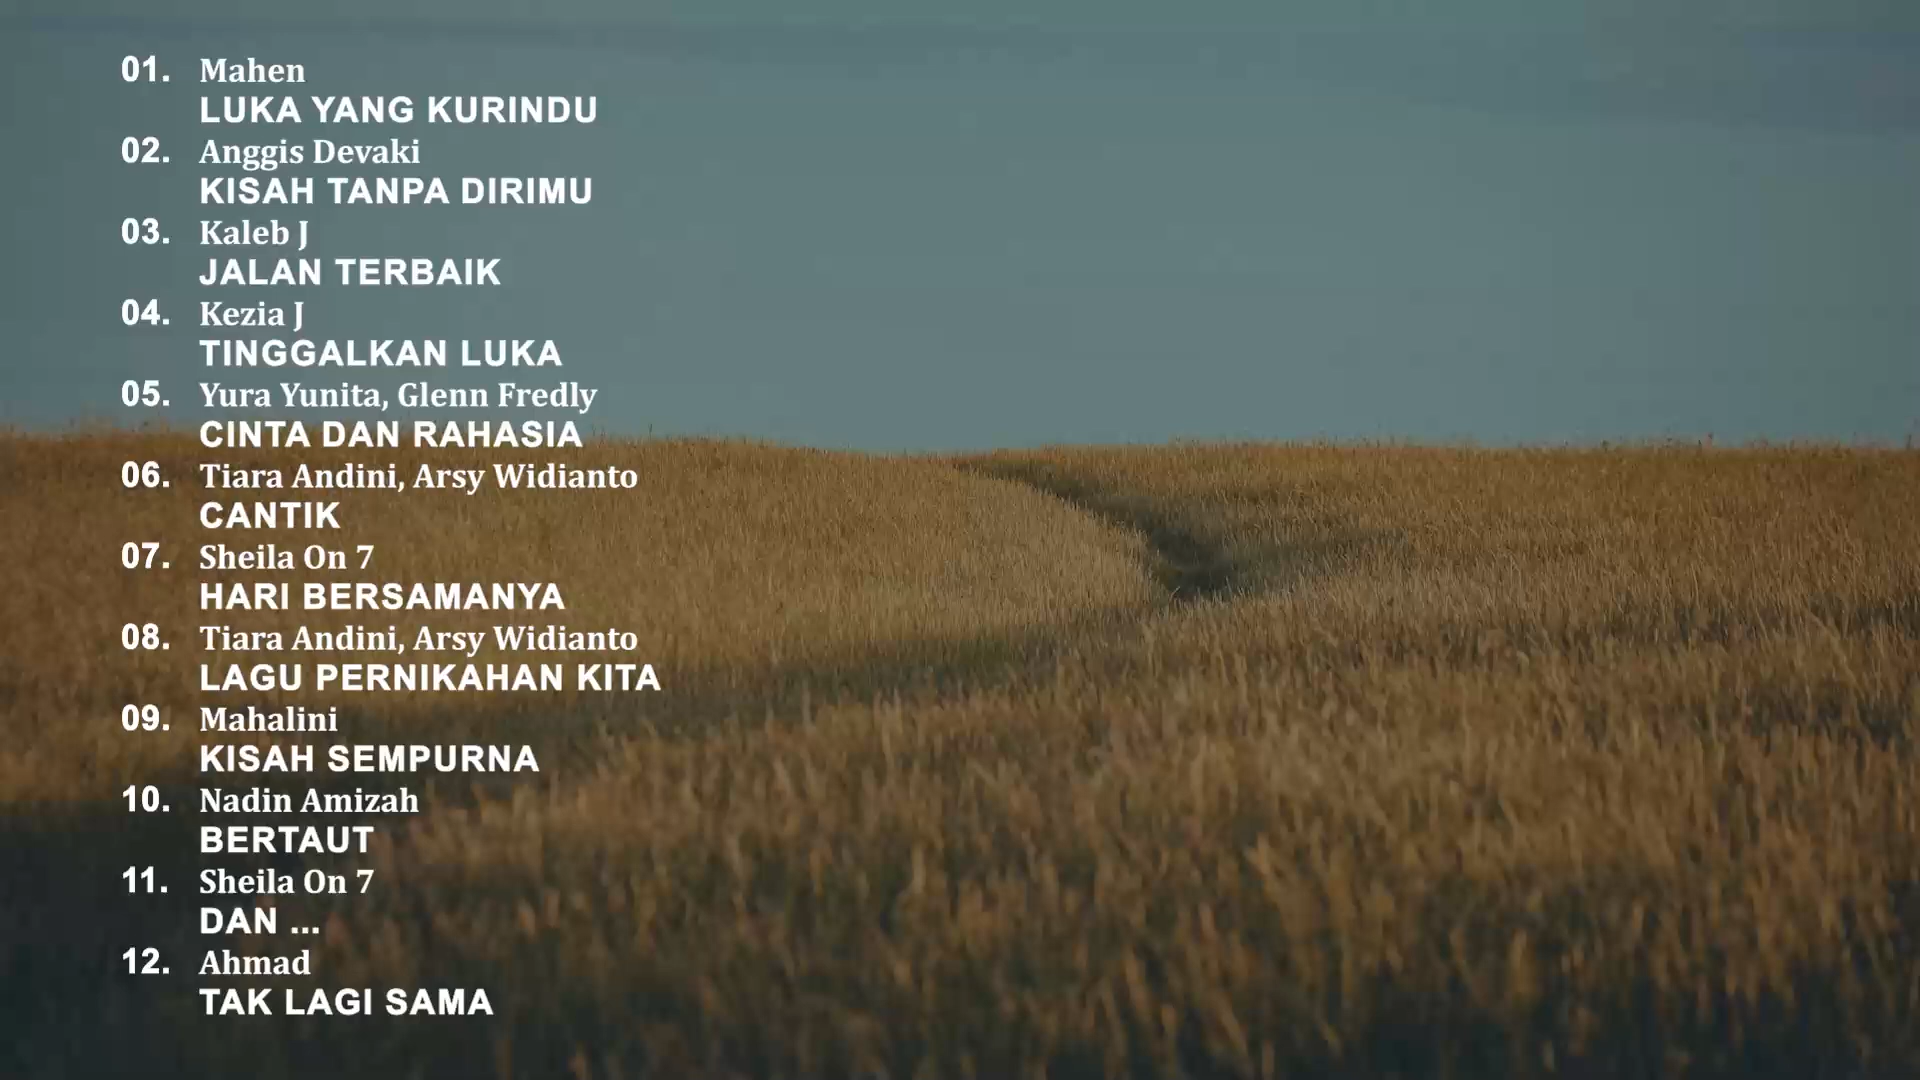 01. Mahen
LUKA YANG KURINDU
02. Anggis Devaki
KISAH TANPA DIRIMU
03. Kaleb J
JALAN TERBAIK
04. Kezia J
TINGGALKAN LUKA
05. Yura Yunita, Glenn Fredly
CINTA DAN RAHASIA
06. Tiara Andini, Arsy Widianto
CANTIK
07. Sheila On 7
HARI BERSAMANYA
08. Tiara Andini, Arsy Widianto
LAGU PERNIKAHAN KITA
09. Mahalini
KISAH SEMPURNA
10. Nadin Amizah
BERTAUT
11. Sheila On 7
DAN ...
12. Ahmad
TAK LAGI SAMA